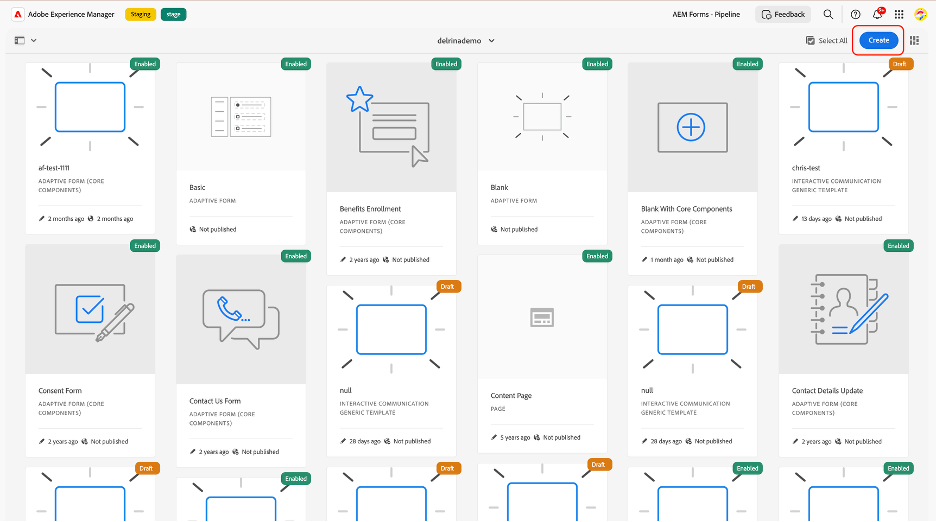 Adobe Experience Manager
Staging
stage
AEM Forms - Pipeline
Feedback
9+
delrinademo
Select All
Create
Enabled
af-test-1111
ADAPTIVE FORM (CORE
COMPONENTS)
2 months ago
2 months ago
Enabled
Basic
ADAPTIVE FORM
Not published
Enabled
Benefits Enrollment
ADAPTIVE FORM (CORE
COMPONENTS)
2 years ago
Not published
Enabled
Blank
ADAPTIVE FORM
Not published
Enabled
Blank With Core Components
ADAPTIVE FORM (CORE
COMPONENTS)
1 month ago
Not published
Draft
chris-test
INTERACTIVE COMMUNICATION
GENERIC TEMPLATE
13 days ago
Not published
Enabled
Consent Form
ADAPTIVE FORM (CORE
COMPONENTS)
2 years ago
Not published
Enabled
Contact Us Form
ADAPTIVE FORM (CORE
COMPONENTS)
2 years ago
Not published
Draft
null
INTERACTIVE COMMUNICATION
GENERIC TEMPLATE
28 days ago
Not published
Enabled
Content Page
PAGE
5 years ago
Not published
Draft
null
INTERACTIVE COMMUNICATION
GENERIC TEMPLATE
28 days ago
Not published
Enabled
Contact Details Update
ADAPTIVE FORM (CORE
COMPONENTS)
2 years ago
Not published
Draft
Enabled
Draft
Draft
Enabled
Enabled